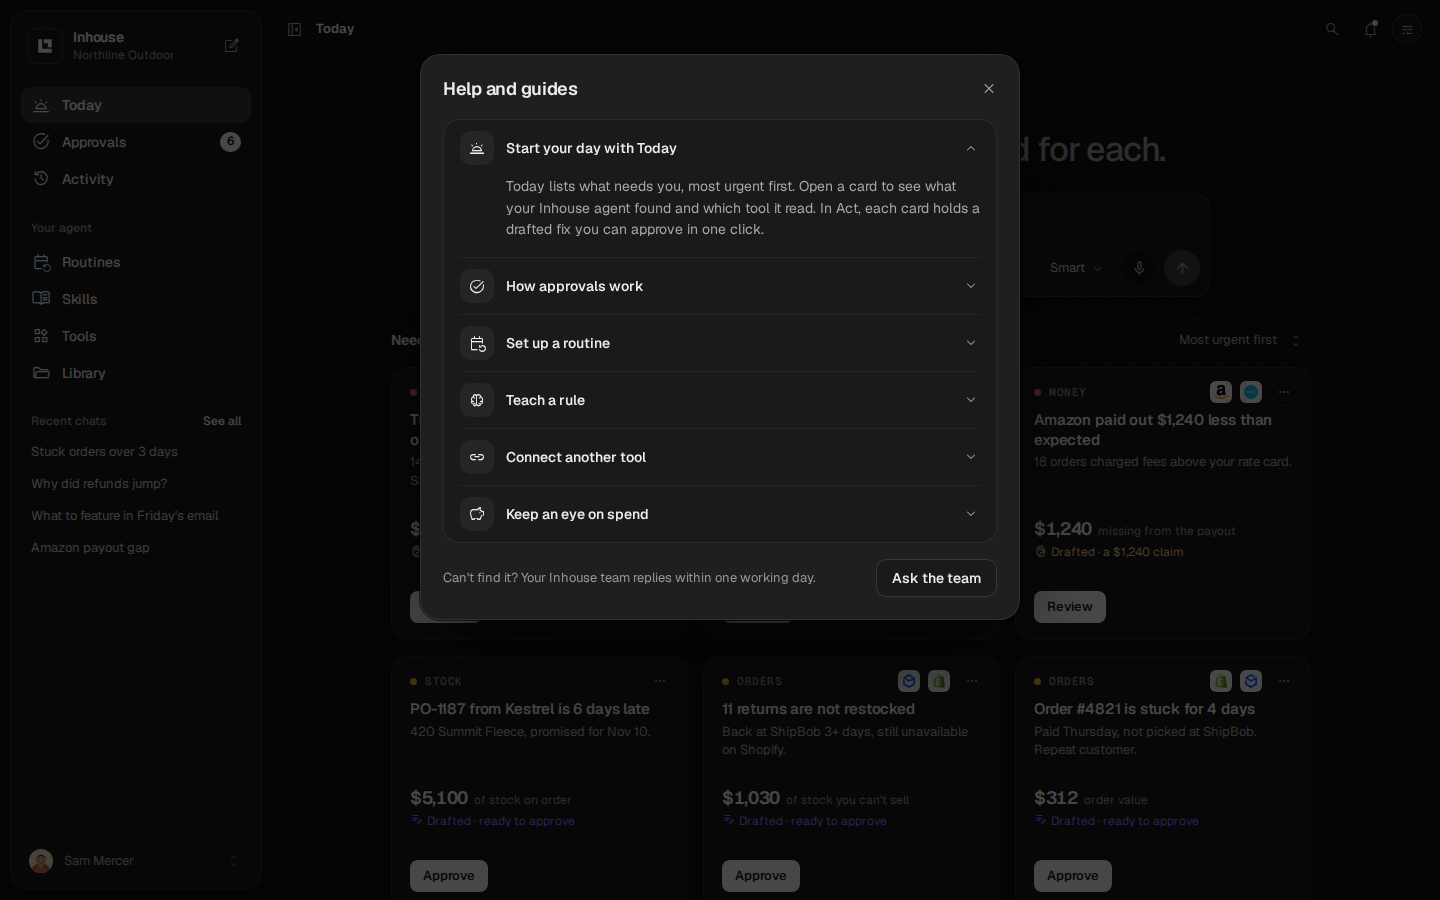 Inhouse
Northline Outdoor
Today
Approvals
6
Activity
Your agent
Routines
Skills
Tools
Library
Recent chats
See all
Stuck orders over 3 days
Why did refunds jump?
What to feature in Friday's email
Amazon payout gap
Sam Mercer
Today
for each.
Smart
Most urgent first
Help and guides
Start your day with Today
Today lists what needs you, most urgent first. Open a card to see what
your Inhouse agent found and which tool it read. In Act, each card holds a
drafted fix you can approve in one click.
How approvals work
Set up a routine
Teach a rule
Connect another tool
Keep an eye on spend
Can't find it? Your Inhouse team replies within one working day.
Ask the team
MONEY
Amazon paid out $1,240 less than
expected
18 orders charged fees above your rate card.
$1,240 missing from the payout
Drafted · a $1,240 claim
Review
STOCK
PO-1187 from Kestrel is 6 days late
420 Summit Fleece, promised for Nov 10.
$5,100 of stock on order
Drafted · ready to approve
Approve
ORDERS
11 returns are not restocked
Back at ShipBob 3+ days, still unavailable
on Shopify.
$1,030 of stock you can't sell
Drafted · ready to approve
Approve
ORDERS
Order #4821 is stuck for 4 days
Paid Thursday, not picked at ShipBob.
Repeat customer.
$312 order value
Drafted · ready to approve
Approve